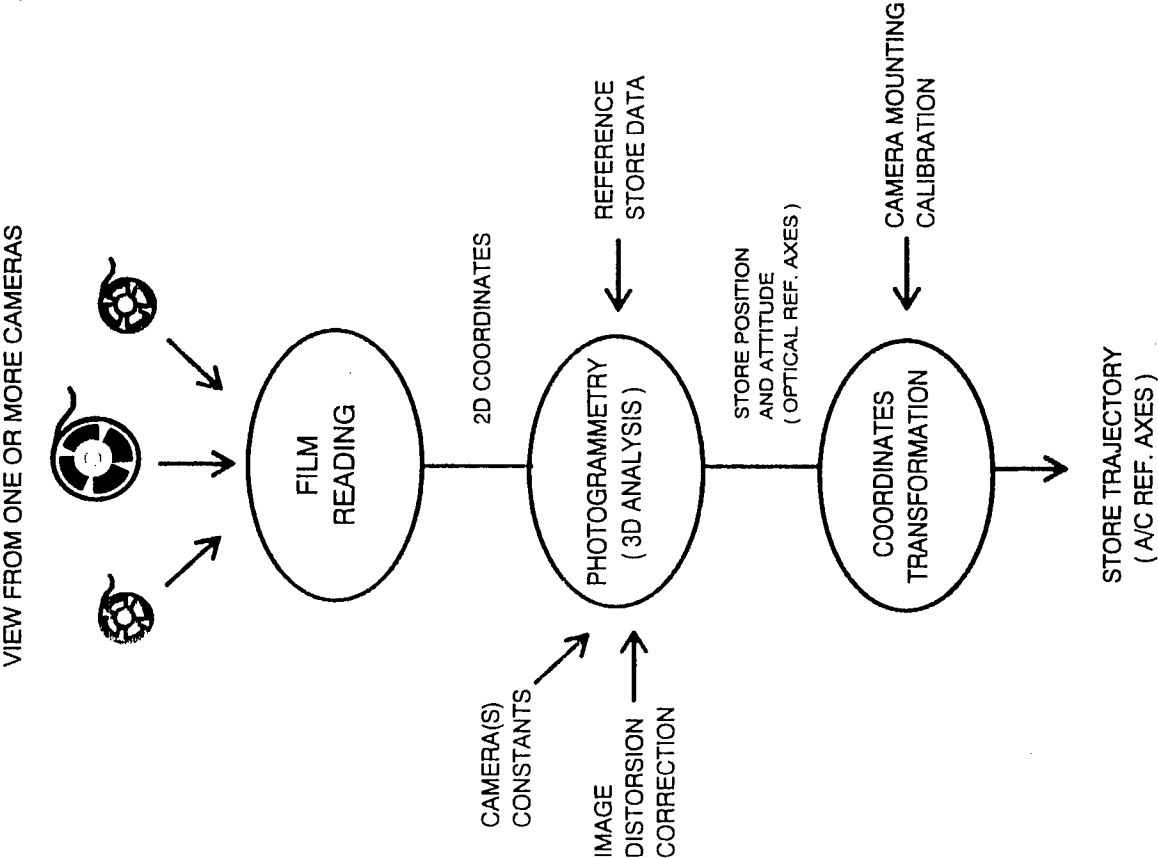 VIEW FROM ONE OR MORE CAMERAS
FILM
READING
2D COORDINATES
CAMERA(S)
CONSTANTS
IMAGE
DISTORSION
CORRECTION
PHOTOGRAMMETRY
( 3D ANALYSIS )
REFERENCE
STORE DATA
STORE POSITION
AND ATTITUDE
( OPTICAL REF. AXES )
COORDINATES
TRANSFORMATION
CAMERA MOUNTING
CALIBRATION
STORE TRAJECTORY
( A/C REF. AXES )